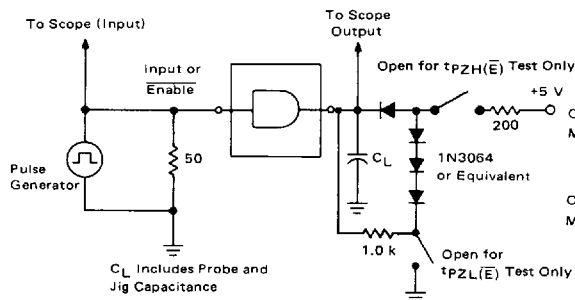 To Scope (Input)
To Scope
Output
Open for tPZH(E̅) Test Only
Input or
E̅n̅a̅b̅l̅e̅
+5 V
200
Pulse
Generator
50
CL
1N3064
or Equivalent
1.0 k
Open for
tPZL(E̅) Test Only
CL Includes Probe and
Jig Capacitance
O
M
O
M